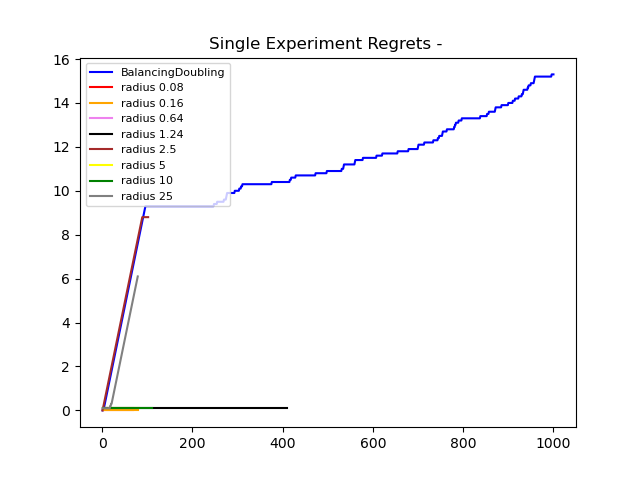 Single Experiment Regrets -
16
14
12
10
8
6
4
2
0
BalancingDoubling
radius 0.08
radius 0.16
radius 0.64
radius 1.24
radius 2.5
radius 5
radius 10
radius 25
0 200 400 600 800 1000